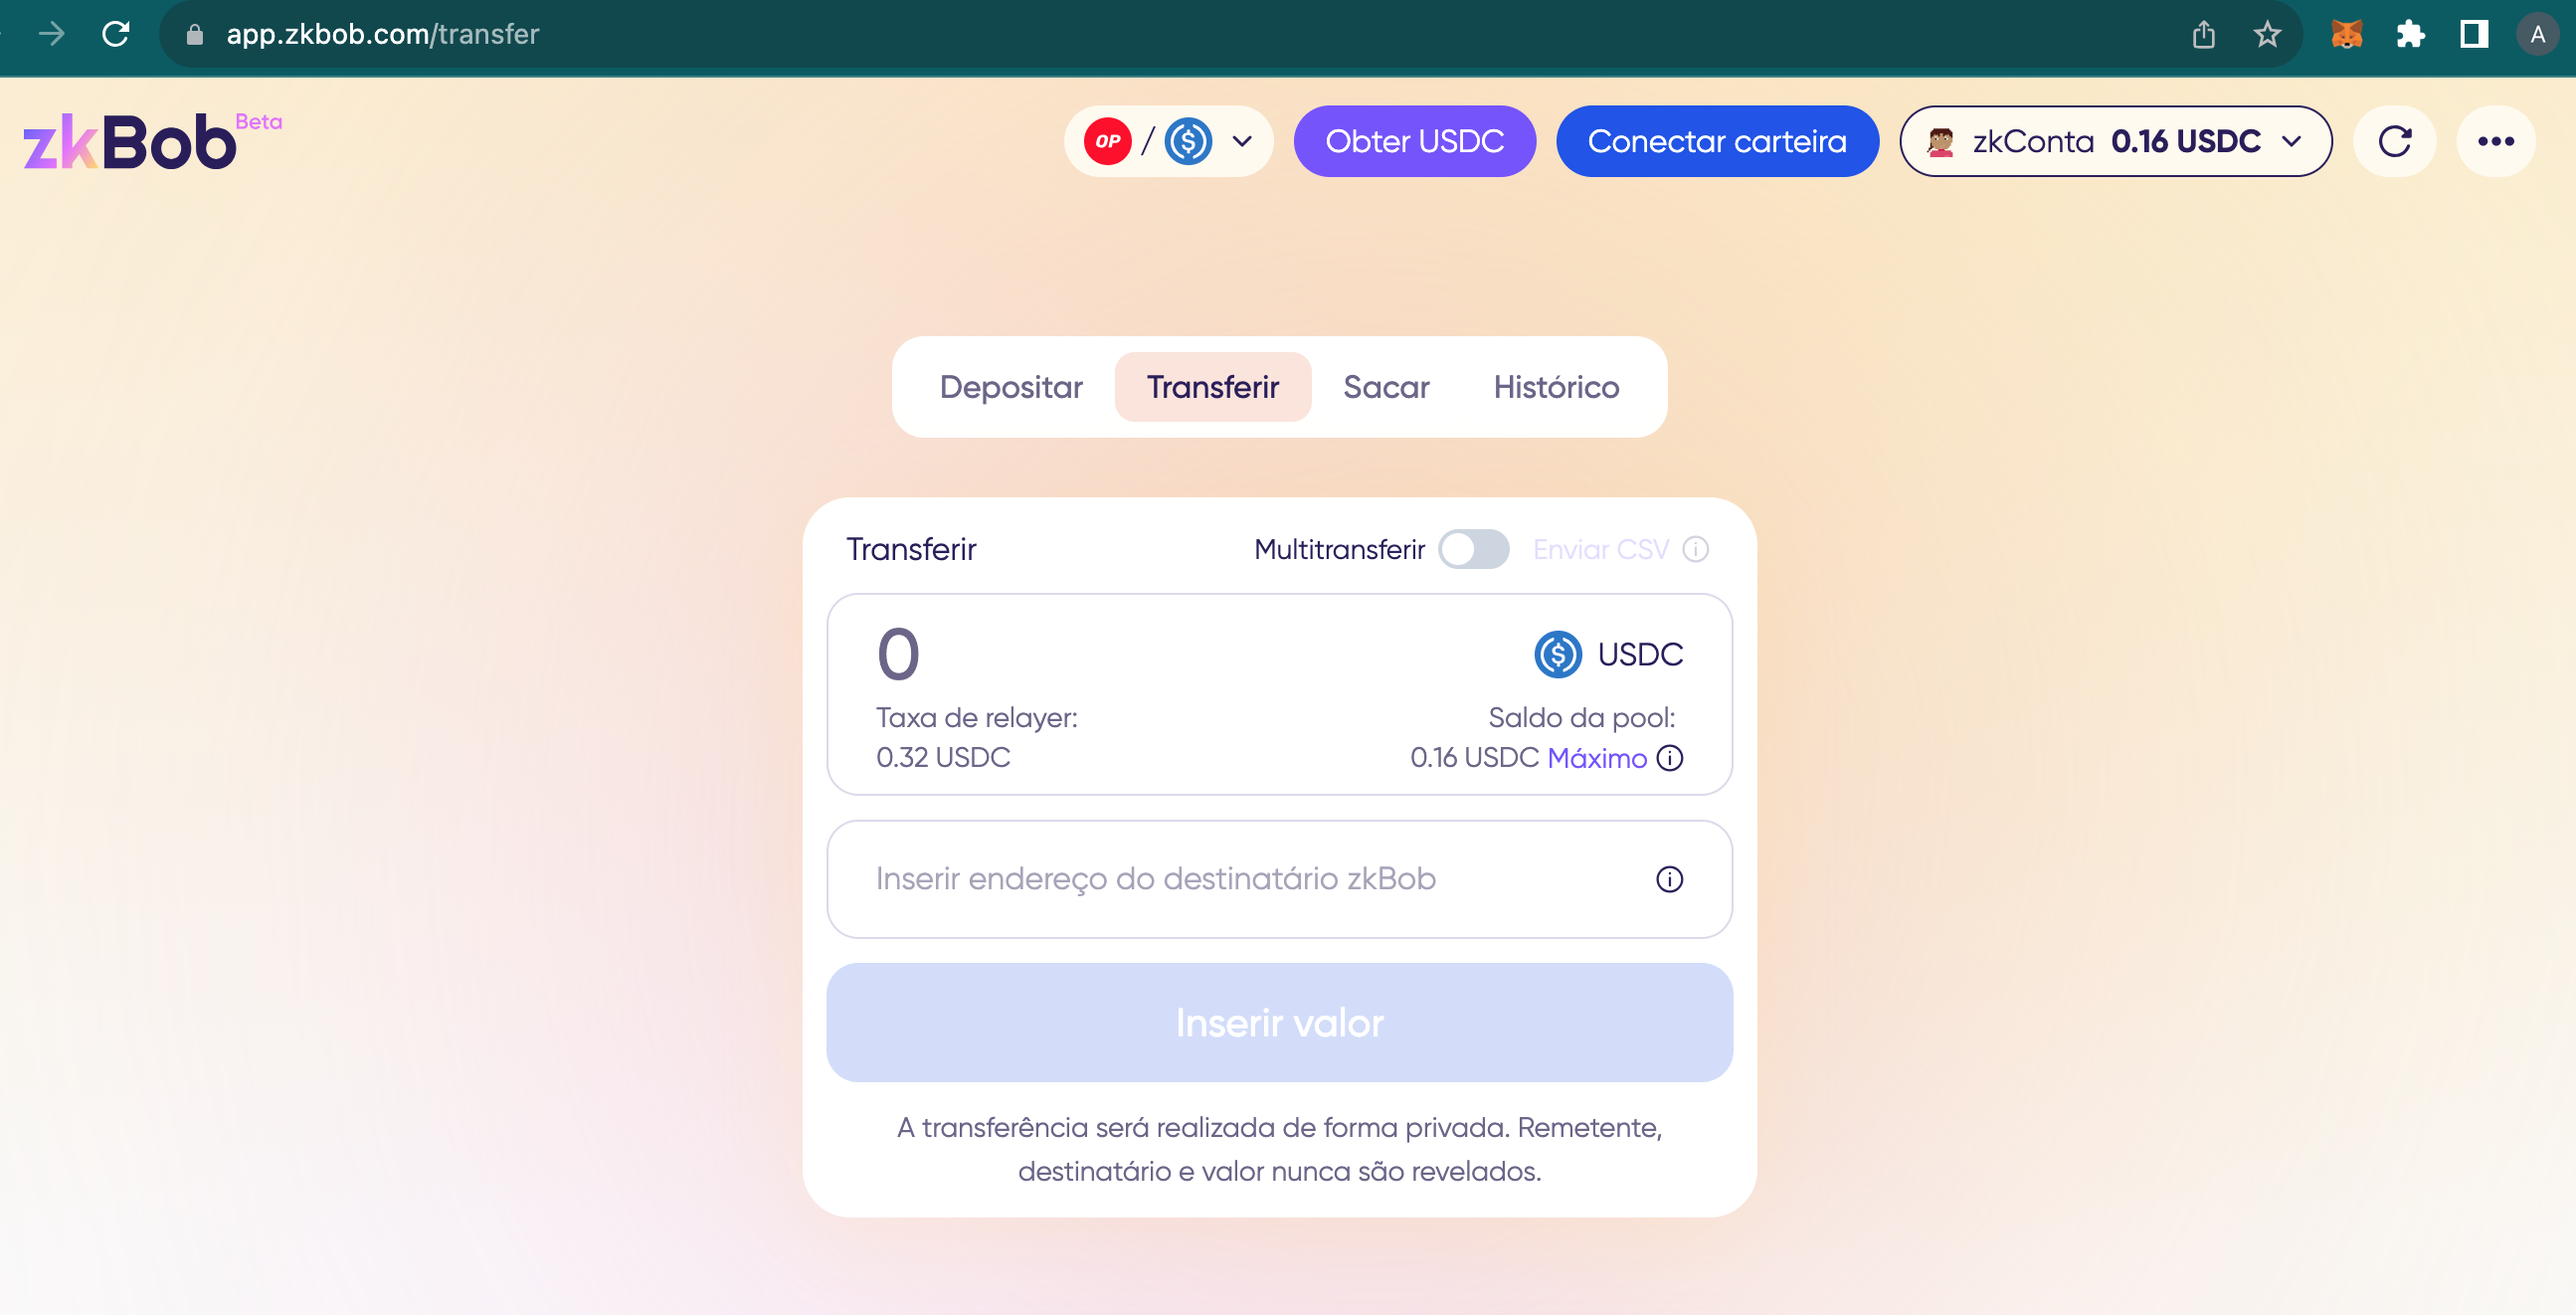 app.zkbob.com/transfer
A
zkBob Beta
OP / Obter USDC Conectar carteira zkConta 0.16 USDC
Depositar Transferir Sacar Histórico
Transferir Multitransferir Enviar CSV
0 USDC
Taxa de relayer: Saldo da pool:
0.32 USDC 0.16 USDC Máximo
Inserir endereço do destinatário zkBob
Inserir valor
A transferência será realizada de forma privada. Remetente,
destinatário e valor nunca são revelados.